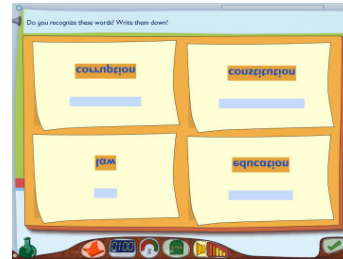 Do you recognize these words? Write them down!
corruption
constitution
law
education